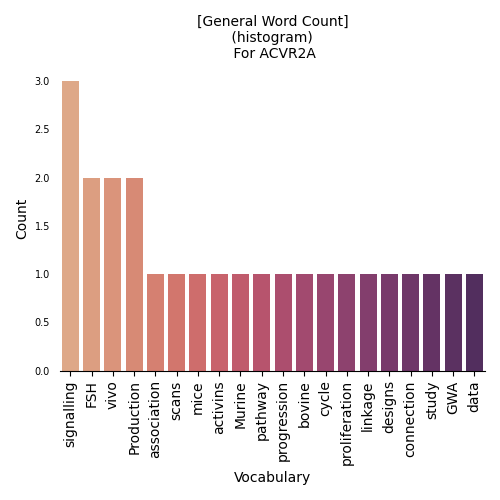 [General Word Count]
(histogram)
For ACVR2A
3.0
2.5
2.0
1.5
1.0
0.5
0.0
Count
signalling
FSH
vivo
Production
association
scans
mice
activins
Murine
pathway
progression
bovine
cycle
proliferation
linkage
designs
connection
study
GWA
data
Vocabulary